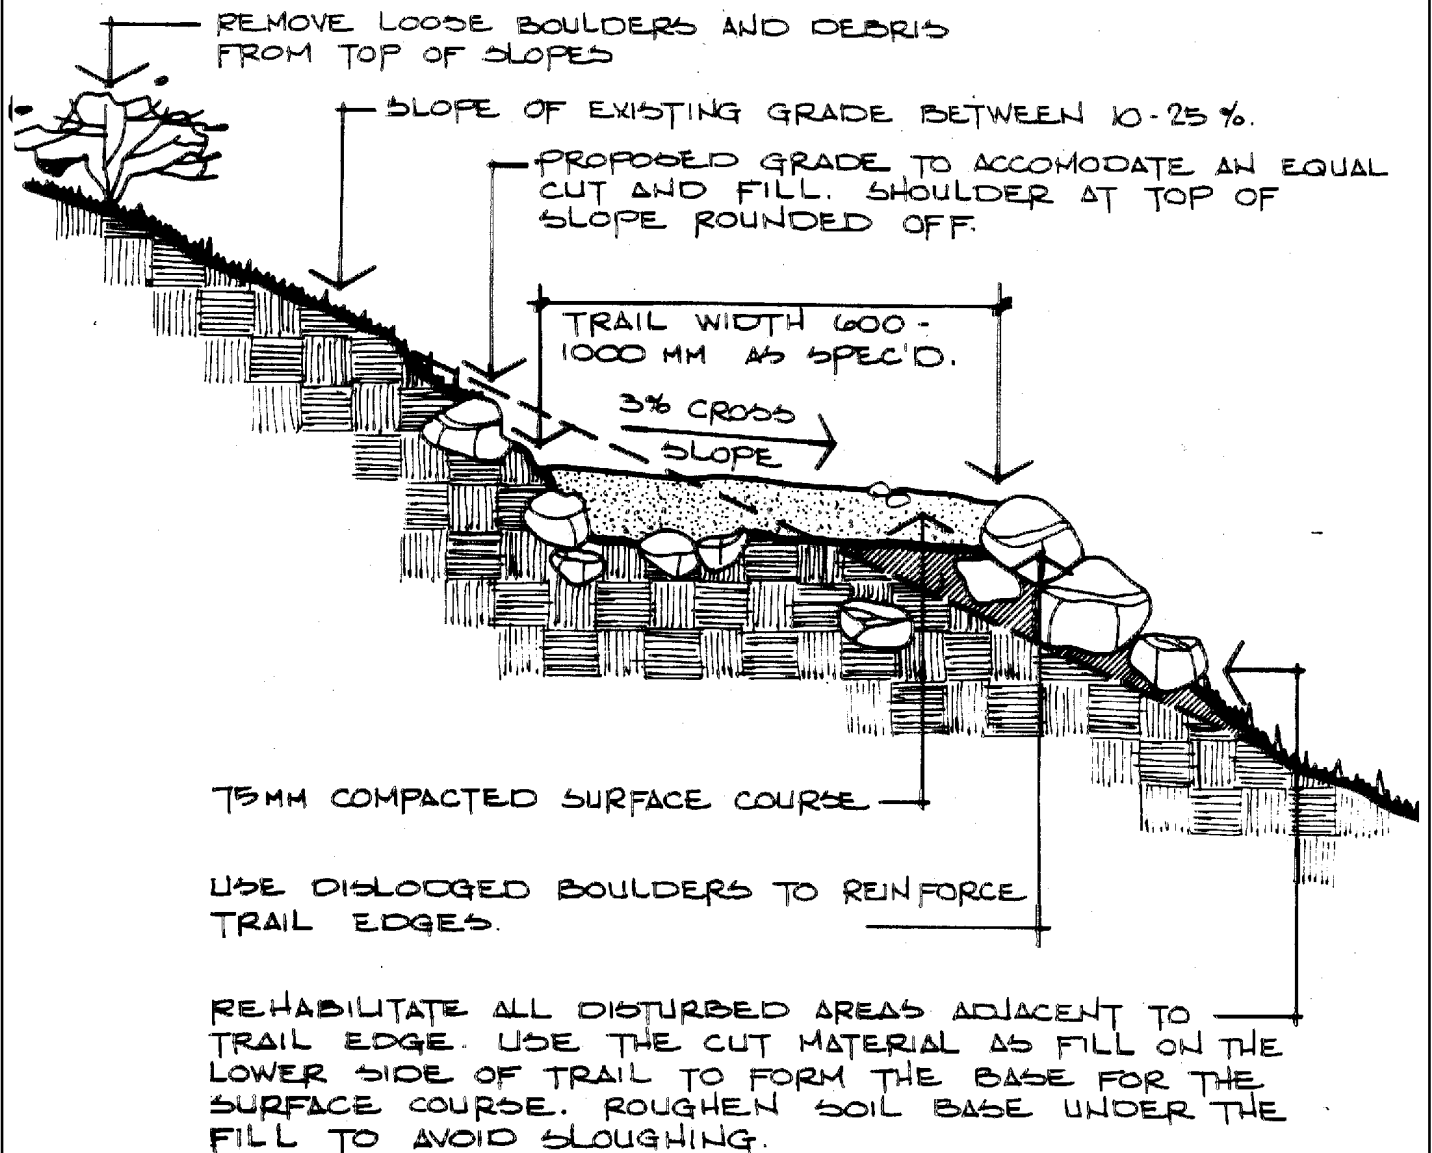 REMOVE LOOSE BOULDERS AND DEBRIS
FROM TOP OF SLOPES
SLOPE OF EXISTING GRADE BETWEEN 10-25 %.
PROPOSED GRADE TO ACCOMODATE AN EQUAL
CUT AND FILL. SHOULDER AT TOP OF
SLOPE ROUNDED OFF.
TRAIL WIDTH 600-
1000 MM AS SPEC'D.
3% CROSS
SLOPE
75MM COMPACTED SURFACE COURSE
USE DISLODGED BOULDERS TO REINFORCE
TRAIL EDGES.
REHABILITATE ALL DISTURBED AREAS ADJACENT TO
TRAIL EDGE. USE THE CUT MATERIAL AS FILL ON THE
LOWER SIDE OF TRAIL TO FORM THE BASE FOR THE
SURFACE COURSE. ROUGHEN SOIL BASE UNDER THE
FILL TO AVOID SLOUGHING.